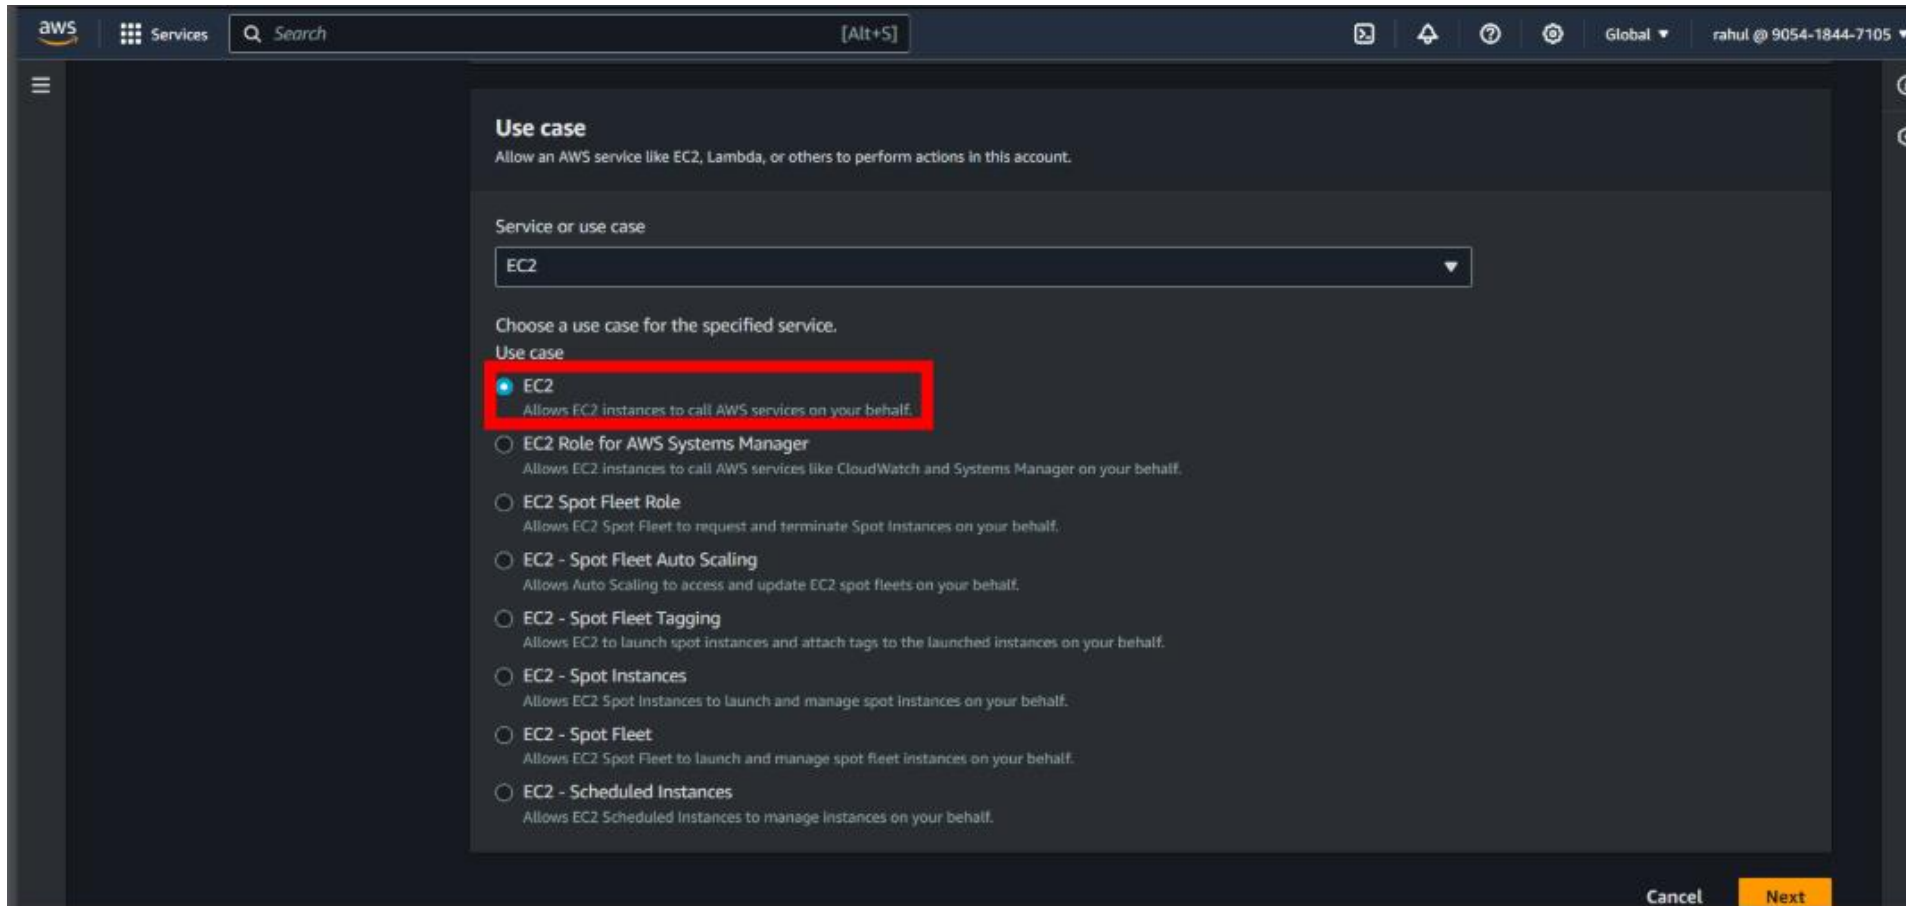 aws Services Search [Alt+S] Global rahul @ 9054-1844-7105
Use case
Allow an AWS service like EC2, Lambda, or others to perform actions in this account.
Service or use case
EC2
Choose a use case for the specified service.
Use case
EC2
Allows EC2 instances to call AWS services on your behalf.
EC2 Role for AWS Systems Manager
Allows EC2 instances to call AWS services like CloudWatch and Systems Manager on your behalf.
EC2 Spot Fleet Role
Allows EC2 Spot Fleet to request and terminate Spot Instances on your behalf.
EC2 - Spot Fleet Auto Scaling
Allows Auto Scaling to access and update EC2 spot fleets on your behalf.
EC2 - Spot Fleet Tagging
Allows EC2 to launch spot instances and attach tags to the launched instances on your behalf.
EC2 - Spot Instances
Allows EC2 Spot Instances to launch and manage spot instances on your behalf.
EC2 - Spot Fleet
Allows EC2 Spot Fleet to launch and manage spot fleet instances on your behalf.
EC2 - Scheduled Instances
Allows EC2 Scheduled Instances to manage instances on your behalf.
Cancel Next